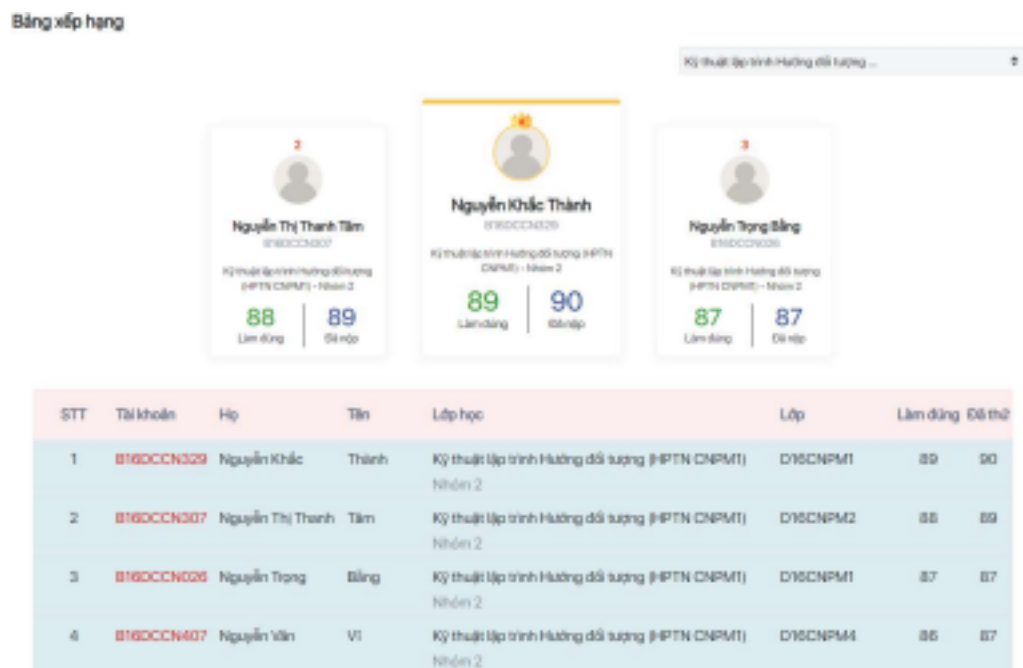 Bảng xếp hạng
Kỹ thuật lập trình Hướng đối tượng ...
2
Nguyễn Thị Thanh Tâm
B16DCCN307
Kỹ thuật lập trình Hướng đối tượng
(HPTN CNPM1) - Nhóm 2
88 89
Làm đúng Đã nộp
Nguyễn Khắc Thành
B16DCCN329
Kỹ thuật lập trình Hướng đối tượng (HPTN
CNPM1) - Nhóm 2
89 90
Làm đúng Đã nộp
3
Nguyễn Trọng Bằng
B16DCCN026
Kỹ thuật lập trình Hướng đối tượng
(HPTN CNPM1) - Nhóm 2
87 87
Làm đúng Đã nộp
STT Tài khoản Họ Tên Lớp học Lớp Làm đúng Đã thử
1 B16DCCN329 Nguyễn Khắc Thành Kỹ thuật lập trình Hướng đối tượng (HPTN CNPM1) D16CNPM1 89 90
Nhóm 2
2 B16DCCN307 Nguyễn Thị Thanh Tâm Kỹ thuật lập trình Hướng đối tượng (HPTN CNPM1) D16CNPM2 88 89
Nhóm 2
3 B16DCCN026 Nguyễn Trọng Bằng Kỹ thuật lập trình Hướng đối tượng (HPTN CNPM1) D16CNPM1 87 87
Nhóm 2
4 B16DCCN407 Nguyễn Văn Vĩ Kỹ thuật lập trình Hướng đối tượng (HPTN CNPM1) D16CNPM4 86 87
Nhóm 2